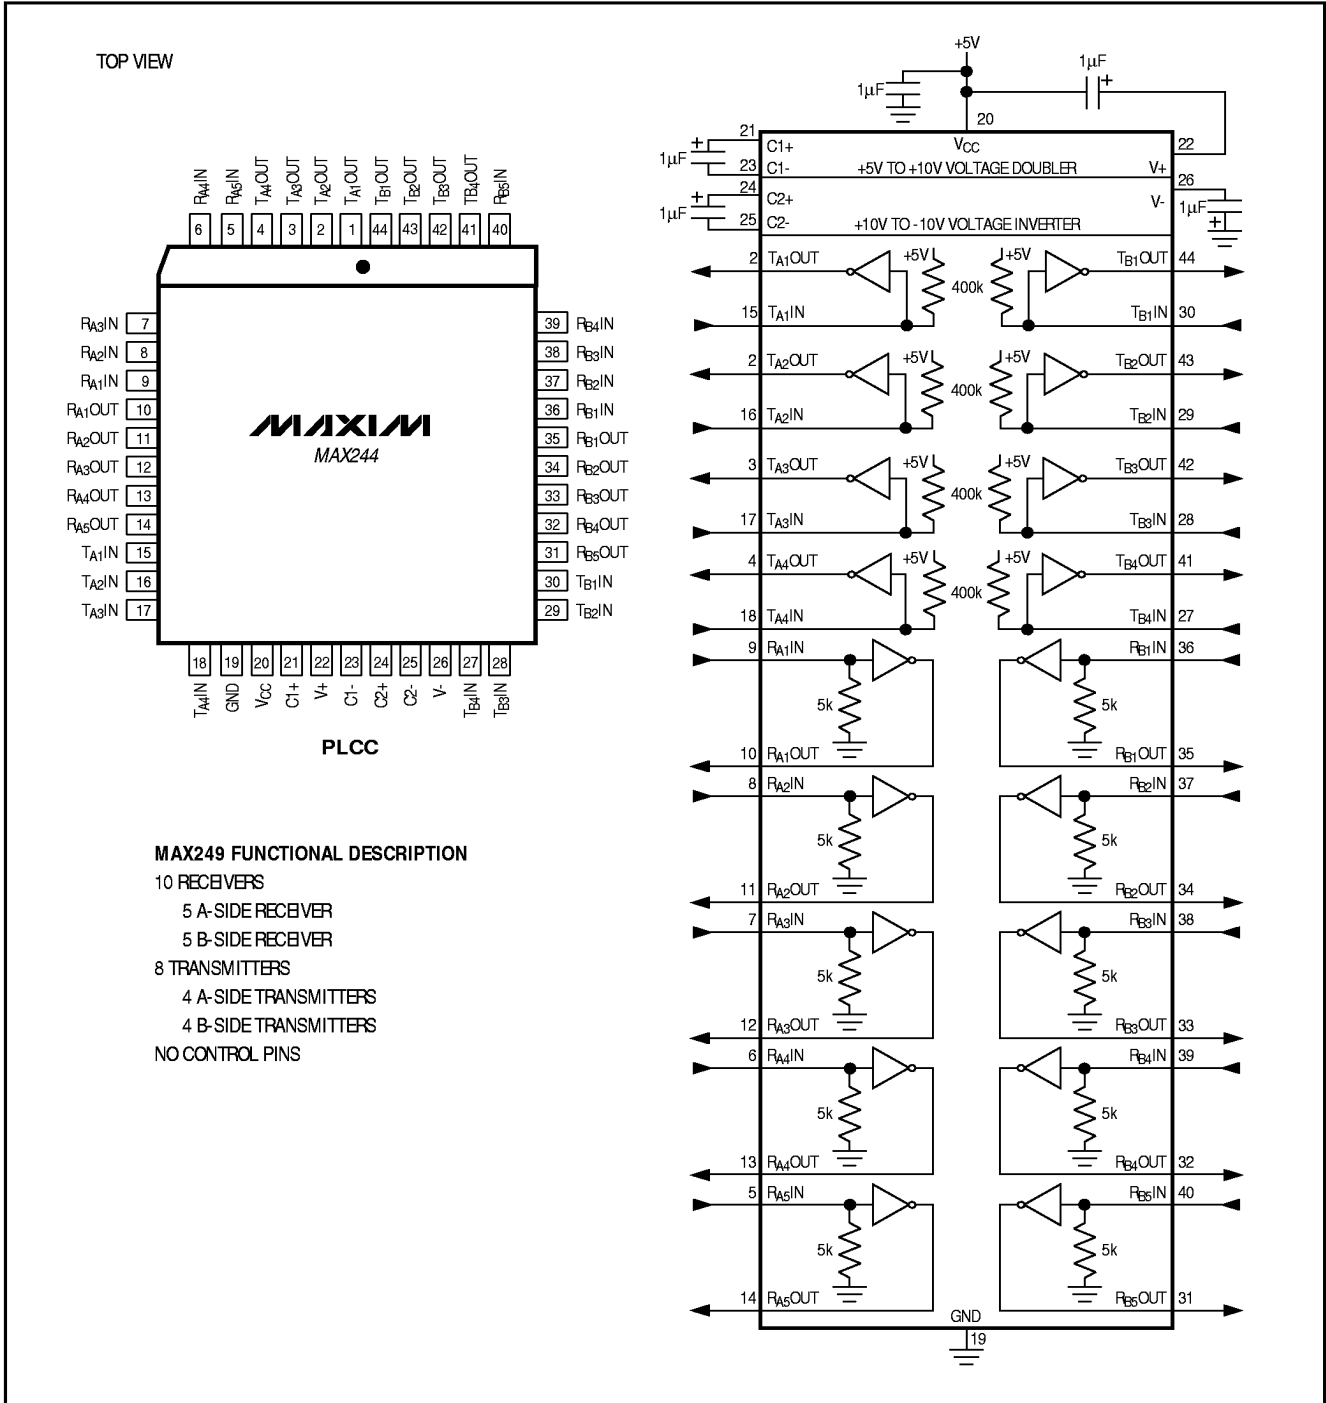 TOP VIEW
RA4IN
RA5IN
TA4OUT
TA3OUT
TA2OUT
TA1OUT
TB1OUT
TB2OUT
TB3OUT
TB4OUT
RB5IN
6 5 4 3 2 1 44 43 42 41 40
RA3IN 7
RA2IN 8
RA1IN 9
RA1OUT 10
RA2OUT 11
RA3OUT 12
RA4OUT 13
RA5OUT 14
TA1IN 15
TA2IN 16
TA3IN 17
MAXIM
MAX244
39 RB4IN
38 RB3IN
37 RB2IN
36 RB1IN
35 RB1OUT
34 RB2OUT
33 RB3OUT
32 RB4OUT
31 RB5OUT
30 TB1IN
29 TB2IN
18 19 20 21 22 23 24 25 26 27 28
TA4IN
GND
VCC
C1+
V+
C1-
C2+
C2-
V-
TB4IN
TB3IN
PLCC
MAX249 FUNCTIONAL DESCRIPTION
10 RECEIVERS
5 A-SIDE RECEIVER
5 B-SIDE RECEIVER
8 TRANSMITTERS
4 A-SIDE TRANSMITTERS
4 B-SIDE TRANSMITTERS
NO CONTROL PINS
+5V
1µF
1µF +
20
VCC
21 C1+
+ 1µF
23 C1-
+5V TO +10V VOLTAGE DOUBLER
22
V+
24 C2+
+ 1µF
25 C2-
+10V TO -10V VOLTAGE INVERTER
26
V-
1µF +
2 TA1OUT +5V +5V TB1OUT 44
400k
15 TA1IN TB1IN 30
2 TA2OUT +5V +5V TB2OUT 43
400k
16 TA2IN TB2IN 29
3 TA3OUT +5V +5V TB3OUT 42
400k
17 TA3IN TB3IN 28
4 TA4OUT +5V +5V TB4OUT 41
400k
18 TA4IN TB4IN 27
9 RA1IN RB1IN 36
5k 5k
10 RA1OUT RB1OUT 35
8 RA2IN RB2IN 37
5k 5k
11 RA2OUT RB2OUT 34
7 RA3IN RB3IN 38
5k 5k
12 RA3OUT RB3OUT 33
6 RA4IN RB4IN 39
5k 5k
13 RA4OUT RB4OUT 32
5 RA5IN RB5IN 40
5k 5k
14 RA5OUT RB5OUT 31
GND
19